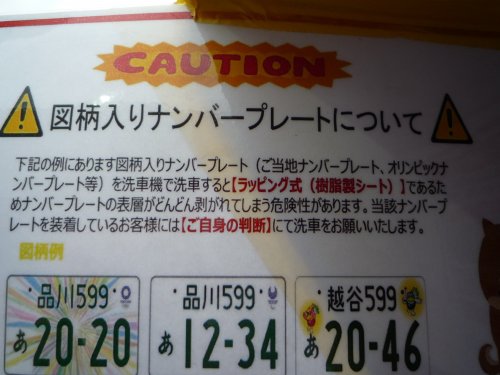 CAUTION
図柄入りナンバープレートについて
下記の例にあります図柄入りナンバープレート（ご当地ナンバープレート、オリンピックナ
ンバープレート等）を洗車機で洗車すると【ラッピング式（樹脂製シート）】であるた
めナンバープレートの表層がどんどん剥がれてしまう危険性があります。当該ナンバープ
レートを装着しているお客様には【ご自身の判断】にて洗車をお願いいたします。
図柄例
品川599 品川599 越谷599
あ 20-20 あ 12-34 あ 20-46